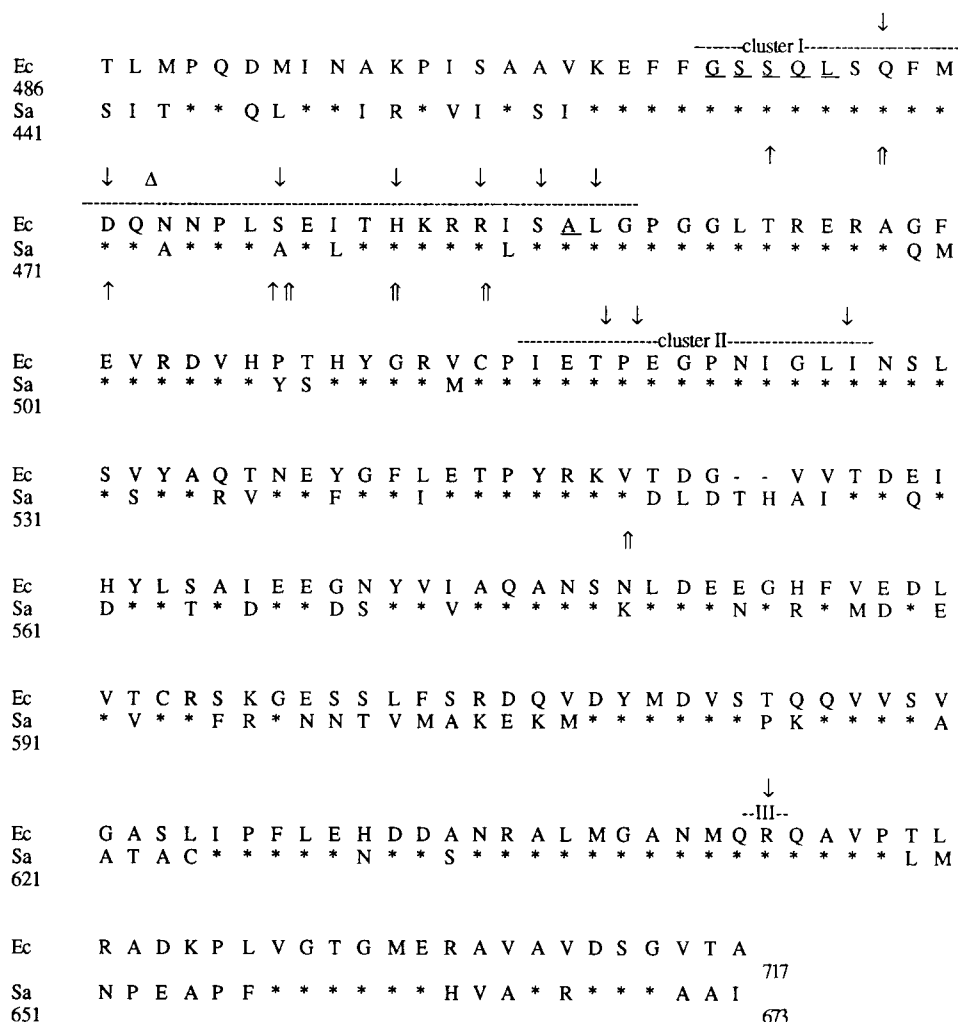 ↓
-----cluster I-----
Ec T L M P Q D M I N A K P I S A A V K E F F G S S Q L S Q F M
486
Sa S I T * * Q L * * I R * V I * S I * * * * * * * * * * * * *
441
↑ ⇑
↓ Δ ↓ ↓ ↓ ↓ ↓
Ec D Q N N P L S E I T H K R R I S A L G P G G L T R E R A G F
Sa * * A * * * A * L * * * * * L * * * * * * * * * * * * * Q M
471
↑ ↑⇑ ⇑ ⇑
↓ ↓ ↓
-----cluster II-----
Ec E V R D V H P T H Y G R V C P I E T P E G P N I G L I N S L
Sa * * * * * * Y S * * * * M * * * * * * * * * * * * * * * * *
501
Ec S V Y A Q T N E Y G F L E T P Y R K V T D G - - V V T D E I
Sa * S * * R V * * F * * I * * * * * * * D L D T H A I * * Q *
531
⇑
Ec H Y L S A I E E G N Y V I A Q A N S N L D E E G H F V E D L
Sa D * * T * D * * D S * * V * * * * * K * * * N * R * M D * E
561
Ec V T C R S K G E S S L F S R D Q V D Y M D V S T Q Q V V S V
Sa * V * * F R * N N T V M A K E K M * * * * * * P K * * * * A
591
↓
--III--
Ec G A S L I P F L E H D D A N R A L M G A N M Q R Q A V P T L
Sa A T A C * * * * * N * * S * * * * * * * * * * * * * * * L M
621
Ec R A D K P L V G T G M E R A V A V D S G V T A
717
Sa N P E A P F * * * * * * H V A * R * * * A A I
651 673